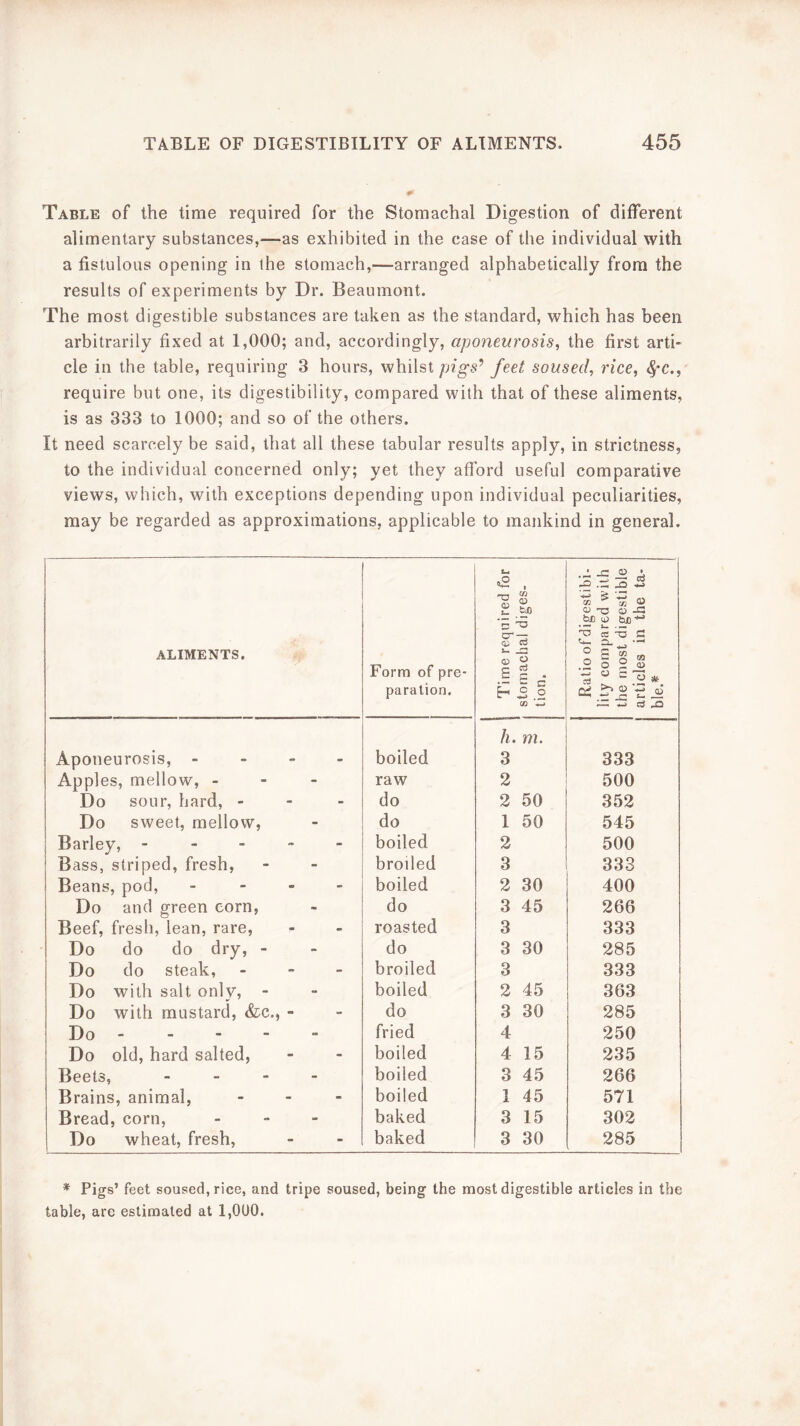 TABLE OF DIGESTIBILITY OF ALIMENTS. 455
Table of the time required for the Stomachal Digestion of different
alimentary substances,—as exhibited in the case of the individual with
a fistulous opening in the stomach,—arranged alphabetically from the
results of experiments by Dr. Beaumont.
The most digestible substances are taken as the standard, which has been
arbitrarily fixed at 1,000; and, accordingly, aponeurosis, the first arti-
cle in the table, requiring 3 hours, whilst pigs' feet soused, rice, &c.,
require but one, its digestibility, compared with that of these aliments,
is as 333 to 1000; and so of the others.
It need scarcely be said, that all these tabular results apply, in strictness,
to the individual concerned only; yet they afford useful comparative
views, which, with exceptions depending upon individual peculiarities,
may be regarded as approximations, applicable to mankind in general.
ALIMENTS.
Form of pre-
paration.
Time required for
stomachal diges-
tion.
Ratio of digestibi-
lity compared with
the most digestible
articles in the ta-
ble.*
h. m.
Aponeurosis, - - - - boiled 3 333
Apples, mellow, - - - raw 2 500
Do sour, hard, - - - do 2 50 352
Do sweet, mellow, - do 1 50 545
Barley, - - - - - boiled 2 500
Bass, striped, fresh, - - broiled 3 333
Beans, pod, - - - - boiled 2 30 400
Do and green corn, - do 3 45 266
Beef, fresh, lean, rare, - - roasted 3 333
Do do do dry, - - do 3 30 285
Do do steak, - - - broiled 3 333
Do with salt only, - - boiled 2 45 363
Do with mustard, &c., - - do 3 30 285
Do - - - - - fried 4 250
Do old, hard salted, - - boiled 4 15 235
Beets, - - - - boiled 3 45 266
Brains, animal, - - - boiled 1 45 571
Bread, corn, - - - baked 3 15 302
Do wheat, fresh, - - baked 3 30 285
* Pigs' feet soused, rice, and tripe soused, being the most digestible articles in the
table, are estimated at 1,000.